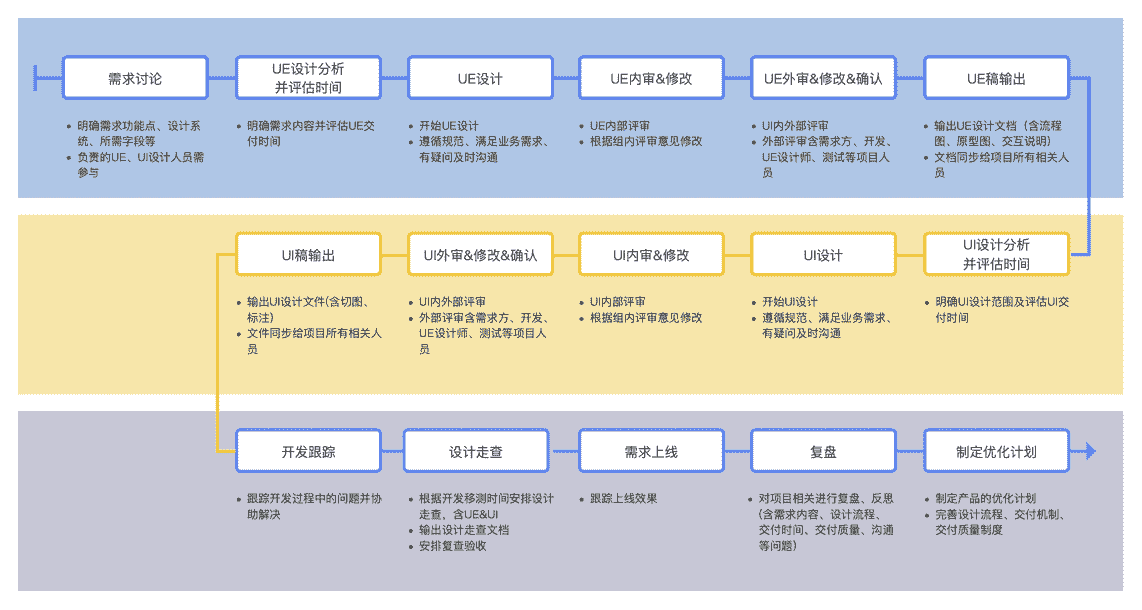 需求讨论
UE设计分析
并评估时间
UE设计
UE内审&修改
UE外审&修改&确认
UE稿输出
明确需求功能点、设计系
统、所需字段等
负责的UE、UI设计人员需
参与
明确需求内容并评估UE交
付时间
开始UE设计
遵循规范、满足业务需求、
有疑问及时沟通
UE内部评审
根据组内评审意见修改
UI内外部评审
外部评审含需求方、开发、
UE设计师、测试等项目人
员
输出UE设计文档（含流程
图、原型图、交互说明）
文档同步给项目所有相关人
员
UI稿输出
UI外审&修改&确认
UI内审&修改
UI设计
UI设计分析
并评估时间
输出UI设计文件(含切图、
标注)
文件同步给项目所有相关人
员
UI内外部评审
外部评审含需求方、开发、
UE设计师、测试等项目人
员
UI内部评审
根据组内评审意见修改
开始UI设计
遵循规范、满足业务需求、
有疑问及时沟通
明确UI设计范围及评估UI交
付时间
开发跟踪
设计走查
需求上线
复盘
制定优化计划
跟踪开发过程中的问题并协
助解决
根据开发移测时间安排设计
走查，含UE&UI
输出设计走查文档
安排复查验收
跟踪上线效果
对项目相关进行复盘、反思
(含需求内容、设计流程、
交付时间、交付质量、沟通
等问题)
制定产品的优化计划
完善设计流程、交付机制、
交付质量制度